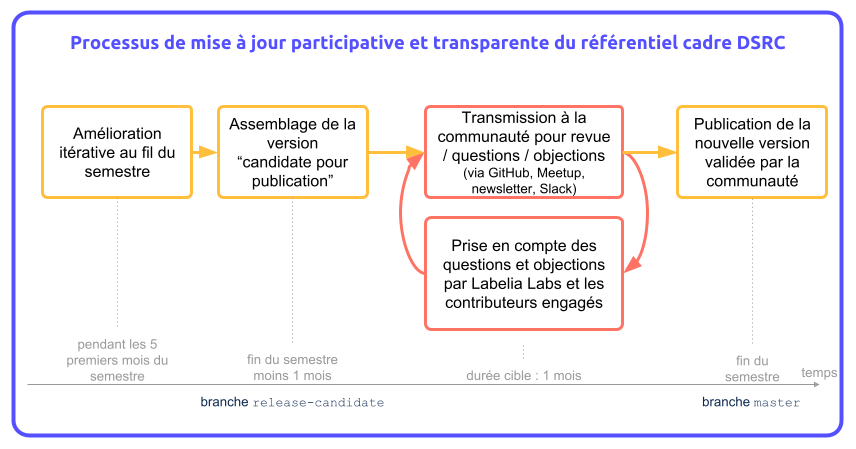 Processus de mise à jour participative et transparente du référentiel cadre DSRC
Amélioration
itérative au fil du
semestre
Assemblage de la
version
“candidate pour
publication”
Transmission à la
communauté pour revue
/ questions / objections
(via GitHub, Meetup,
newsletter, Slack)
Publication de la
nouvelle version
validée par la
communauté
Prise en compte des
questions et objections
par Labelia Labs et les
contributeurs engagés
pendant les 5
premiers mois du
semestre
fin du semestre
moins 1 mois
durée cible : 1 mois
fin du
semestre
temps
branche release-candidate
branche master